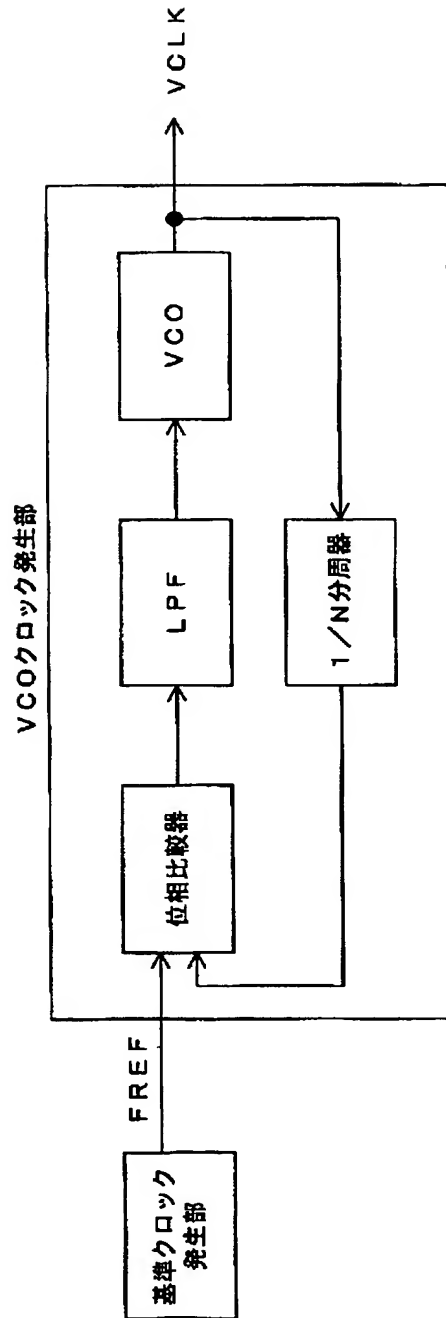 VCOクロック発生部
基準クロック
発生部
FREF
位相比較器
LPF
VCO
VCLK
1/N分周器